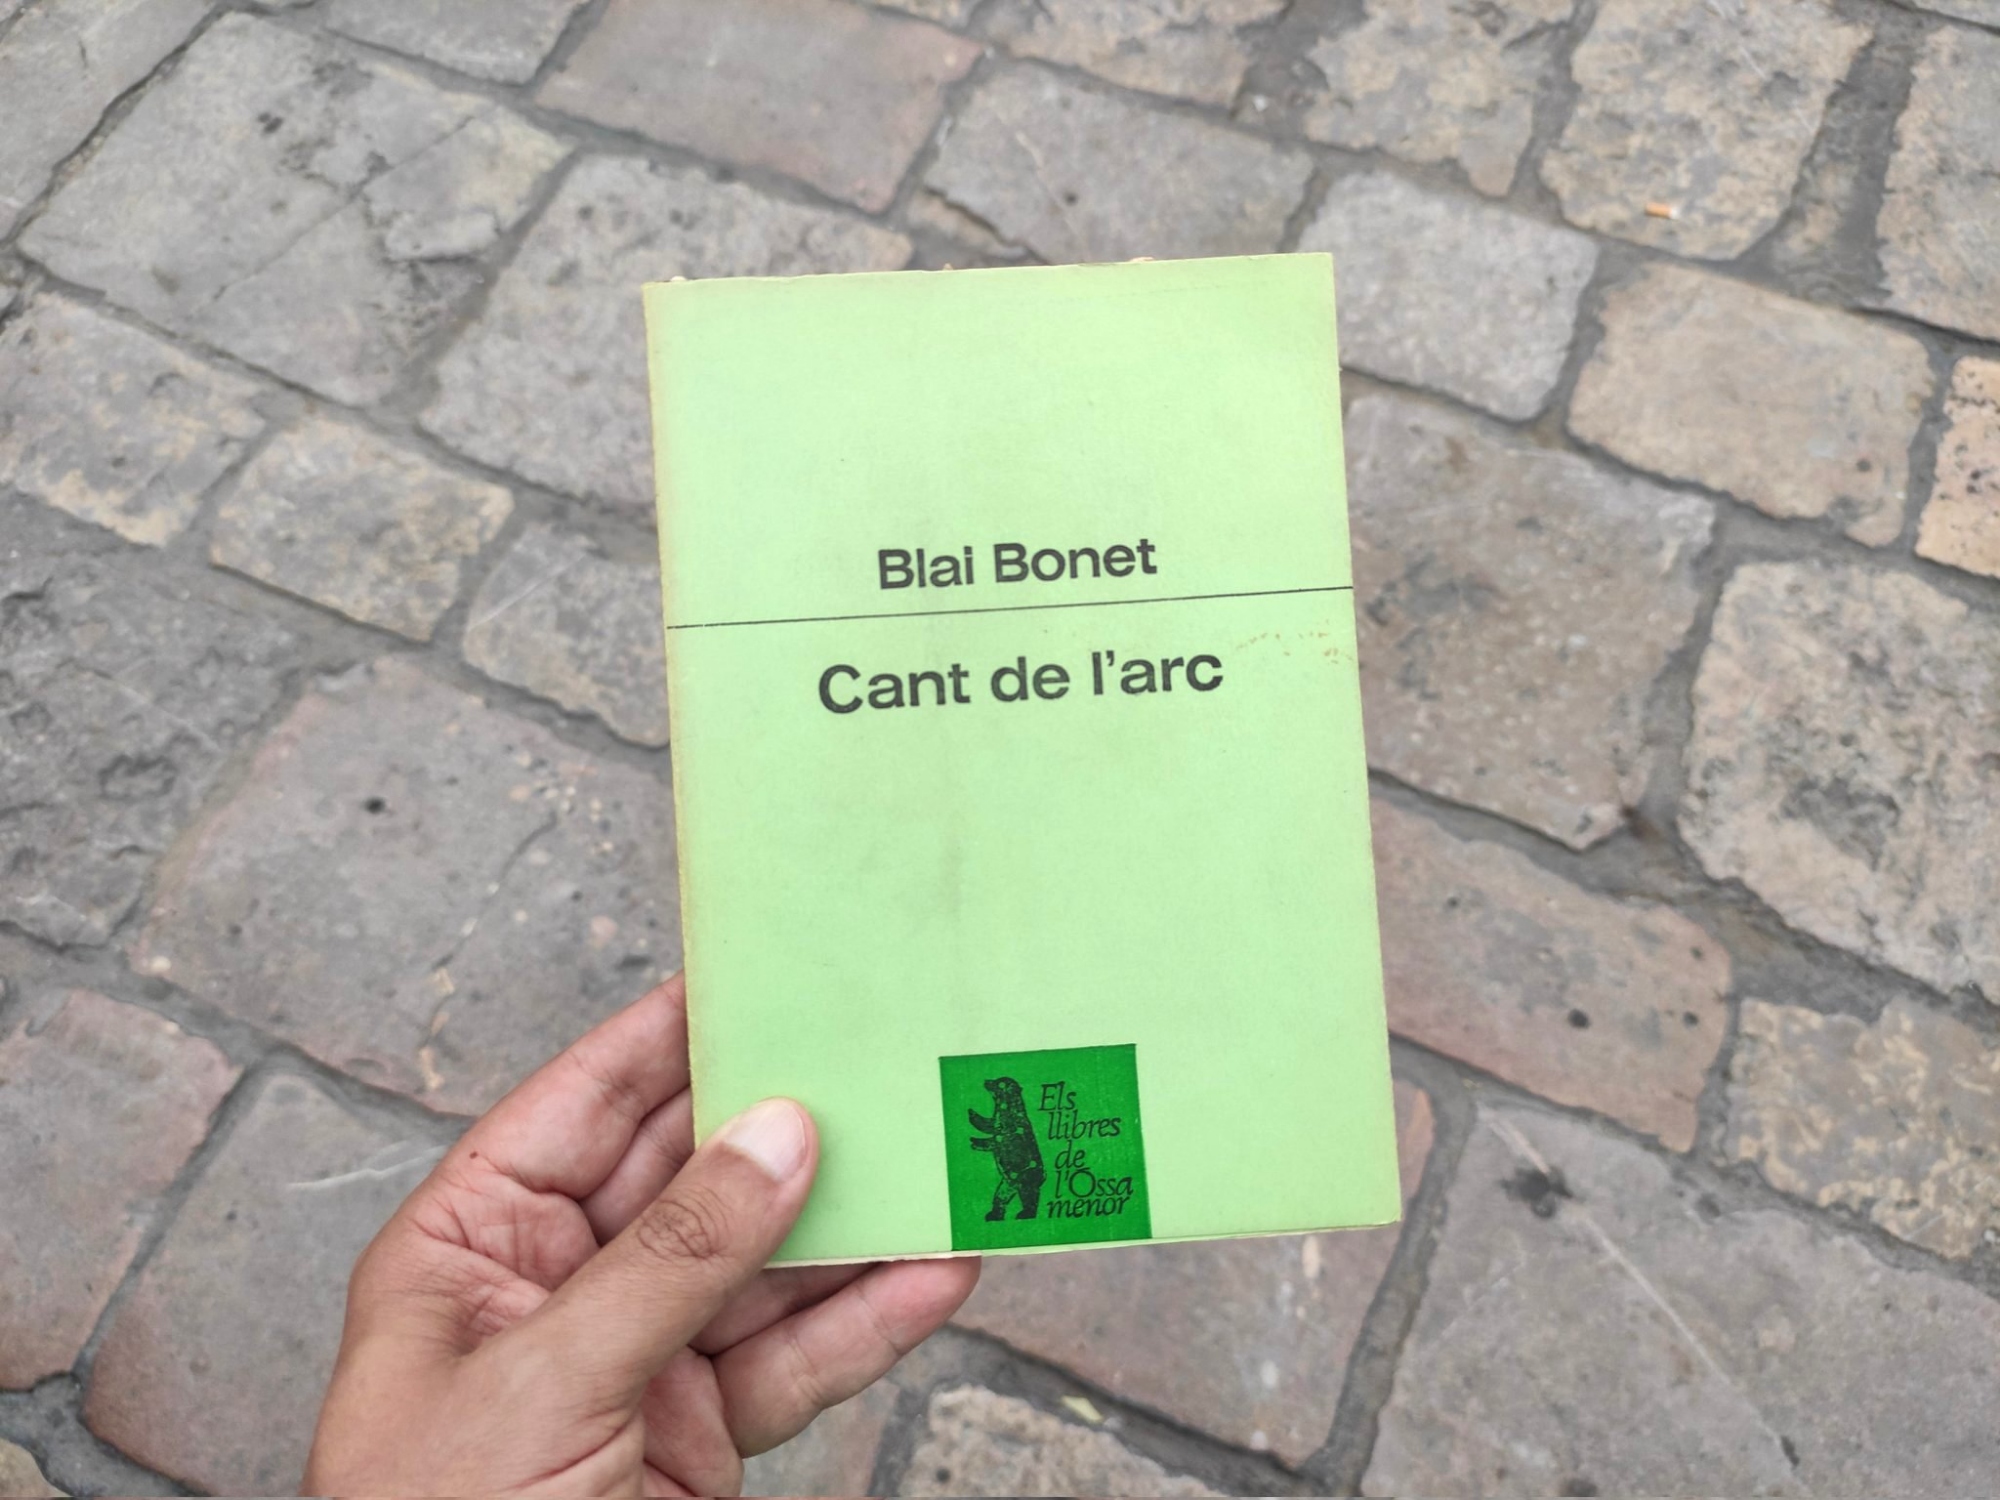 Blai Bonet
Cant de l'arc
Els
llibres
de
l'Ossa
menor